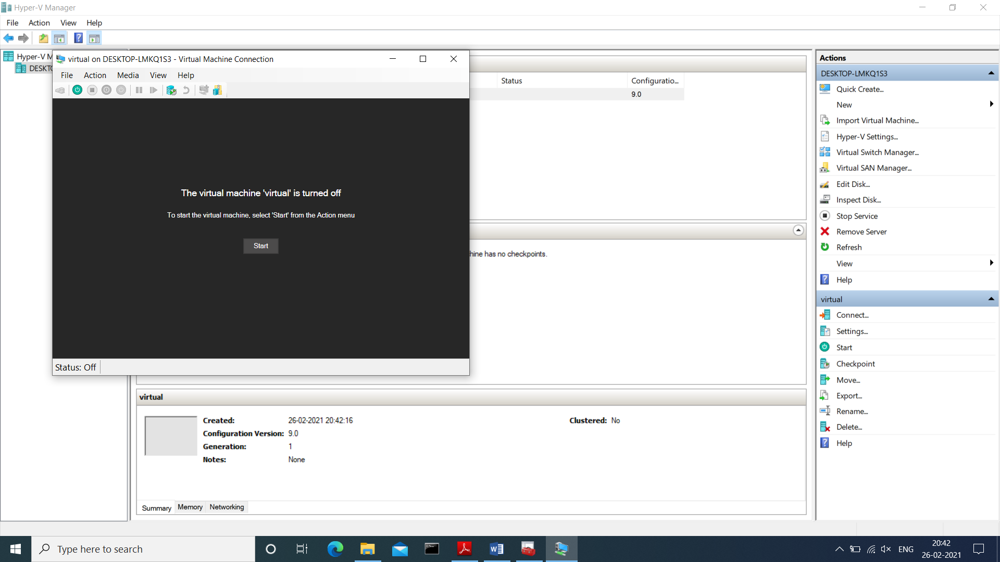 Hyper-V Manager
File Action View Help
Hyper-V M
DESKTO
virtual on DESKTOP-LMKQ1S3 - Virtual Machine Connection
File Action Media View Help
The virtual machine 'virtual' is turned off
To start the virtual machine, select 'Start' from the Action menu
Start
Status: Off
Status Configuratio...
9.0
hine has no checkpoints.
virtual
Created: 26-02-2021 20:42:16 Clustered: No
Configuration Version: 9.0
Generation: 1
Notes: None
Summary Memory Networking
Actions
DESKTOP-LMKQ1S3
Quick Create...
New
Import Virtual Machine...
Hyper-V Settings...
Virtual Switch Manager...
Virtual SAN Manager...
Edit Disk...
Inspect Disk...
Stop Service
Remove Server
Refresh
View
Help
virtual
Connect...
Settings...
Start
Checkpoint
Move...
Export...
Rename...
Delete...
Help
Type here to search
ENG
20:42
26-02-2021